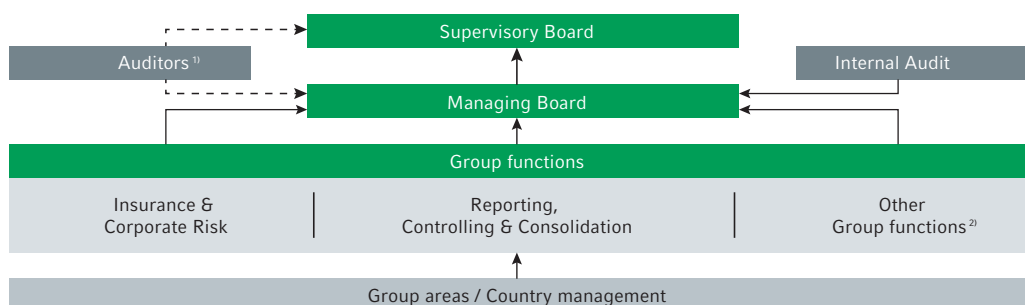 Supervisory Board
Auditors 1)
Internal Audit
Managing Board
Group functions
Insurance &
Corporate Risk
Reporting,
Controlling & Consolidation
Other
Group functions 2)
Group areas / Country management